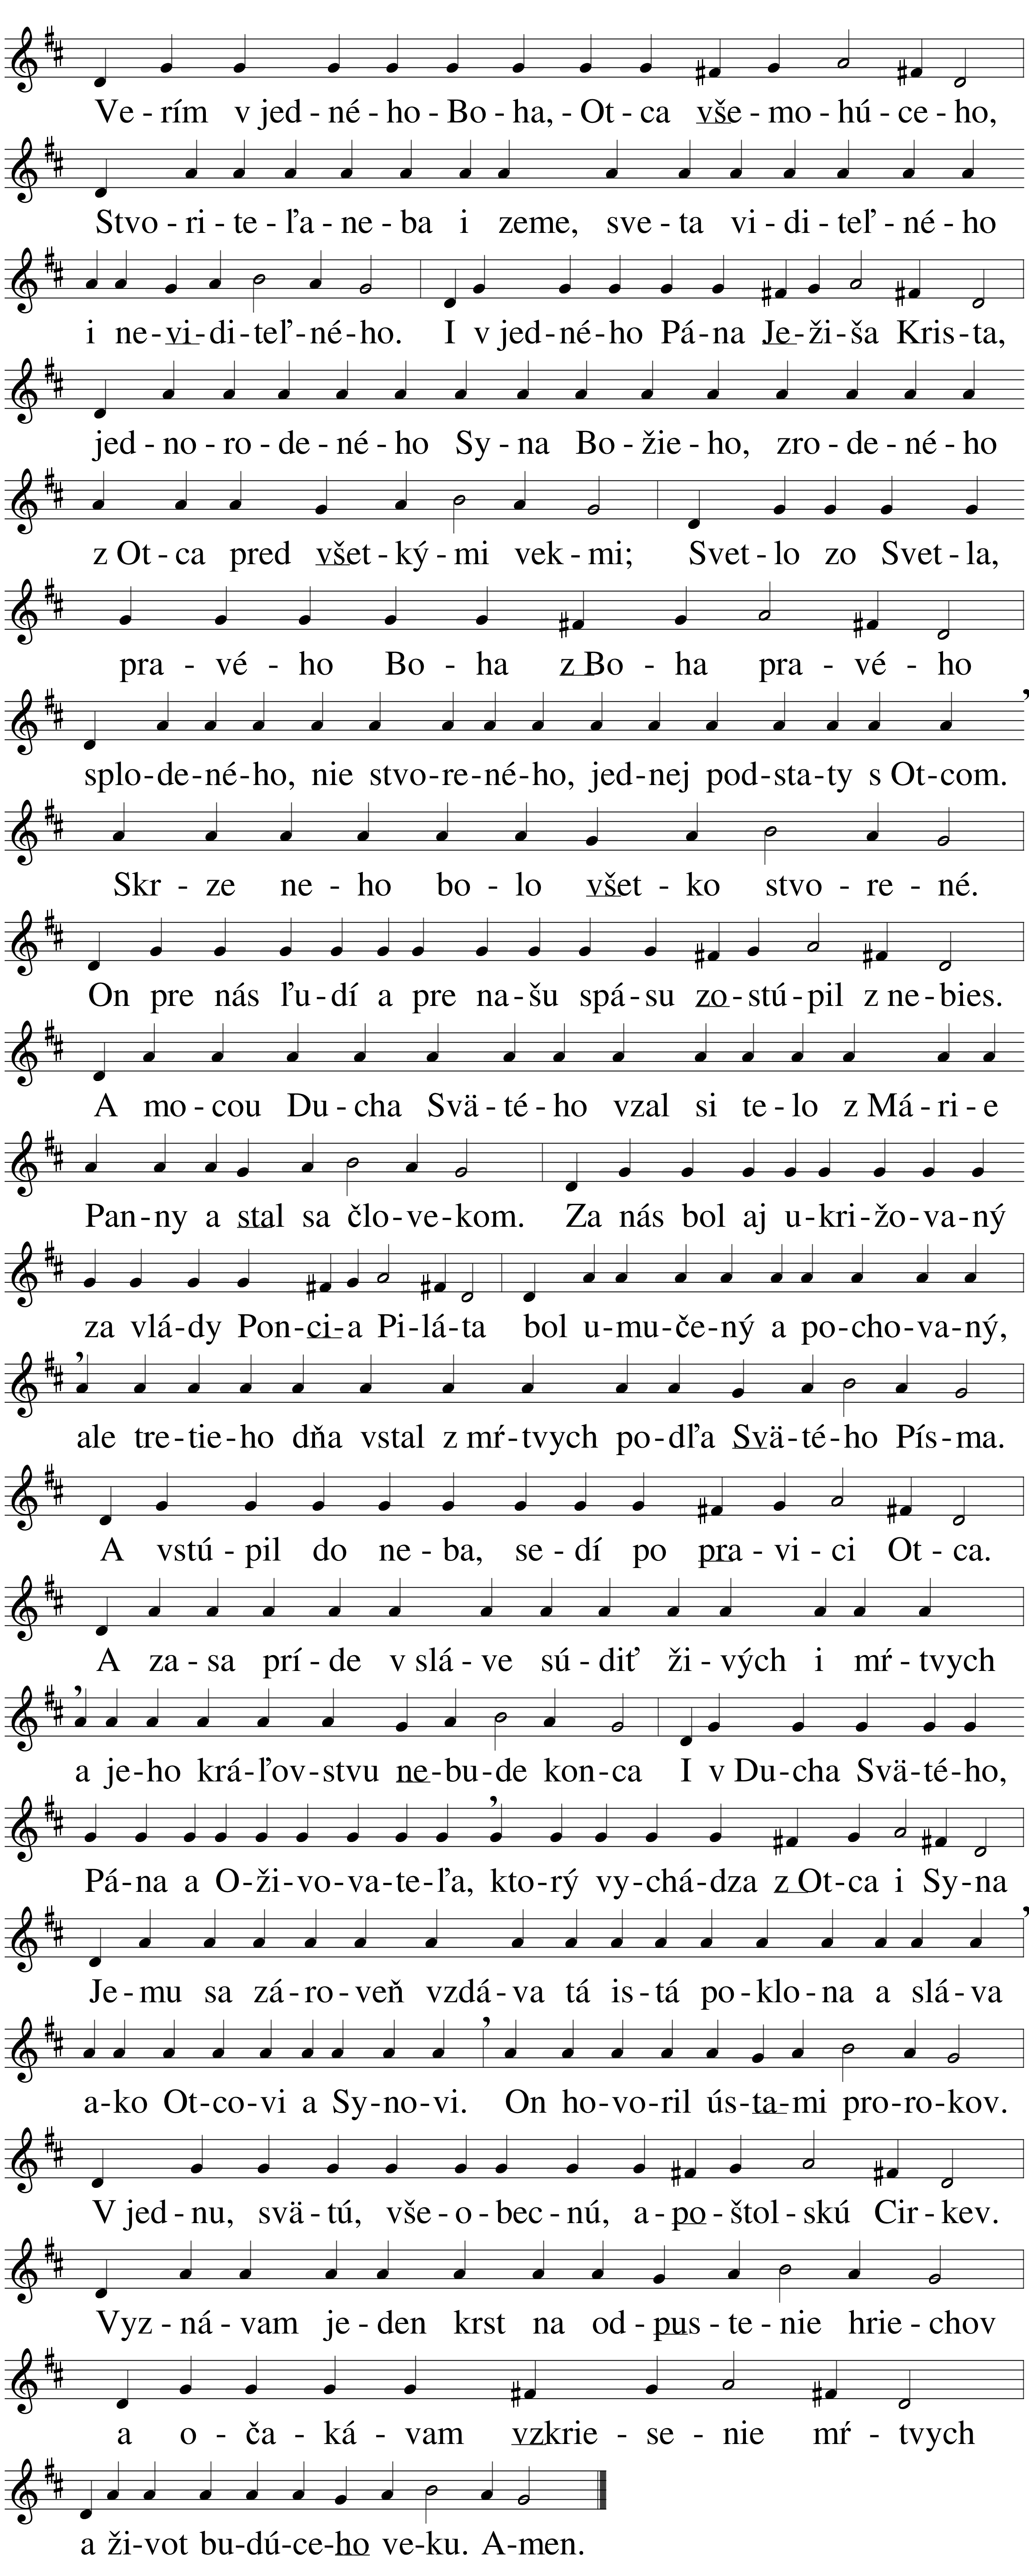 Ve - rím v jed - né - ho - Bo - ha, - Ot - ca vše - mo - hú - ce - ho,
Stvo - ri - te - ľa - ne - ba i zeme, sve - ta vi - di - teľ - né - ho
i ne - vi - di - teľ - né - ho. I v jed - né - ho Pá - na Je - ži - ša Kris - ta,
jed - no - ro - de - né - ho Sy - na Bo - žie - ho, zro - de - né - ho
z Ot - ca pred všet - ký - mi vek - mi; Svet - lo zo Svet - la,
pra - vé - ho Bo - ha z Bo - ha pra - vé - ho
splo - de - né - ho, nie stvo - re - né - ho, jed - nej pod - sta - ty s Ot - com.
Skr - ze ne - ho bo - lo všet - ko stvo - re - né.
On pre nás ľu - dí a pre na - šu spá - su zo - stú - pil z ne - bies.
A mo - cou Du - cha Svä - té - ho vzal si te - lo z Má - ri - e
Pan - ny a stal sa člo - ve - kom. Za nás bol aj u - kri - žo - va - ný
za vlá - dy Pon - ci - a Pi - lá - ta bol u - mu - če - ný a po - cho - va - ný,
ale tre - tie - ho dňa vstal z mŕ - tvych po - dľa Svä - té - ho Pís - ma.
A vstú - pil do ne - ba, se - dí po pra - vi - ci Ot - ca.
A za - sa prí - de v slá - ve sú - diť ži - vých i mŕ - tvych
a je - ho krá - ľov - stvu ne - bu - de kon - ca I v Du - cha Svä - té - ho,
Pá - na a O - ži - vo - va - te - ľa, kto - rý vy - chá - dza z Ot - ca i Sy - na
Je - mu sa zá - ro - veň vzdá - va tá is - tá po - klo - na a slá - va
a - ko Ot - co - vi a Sy - no - vi. On ho - vo - ril ús - ta - mi pro - ro - kov.
V jed - nu, svä - tú, vše - o - bec - nú, a - po - štol - skú Cir - kev.
Vyz - ná - vam je - den krst na od - pus - te - nie hrie - chov
a o - ča - ká - vam vzkrie - se - nie mŕ - tvych
a ži - vot bu - dú - ce - ho ve - ku. A - men.